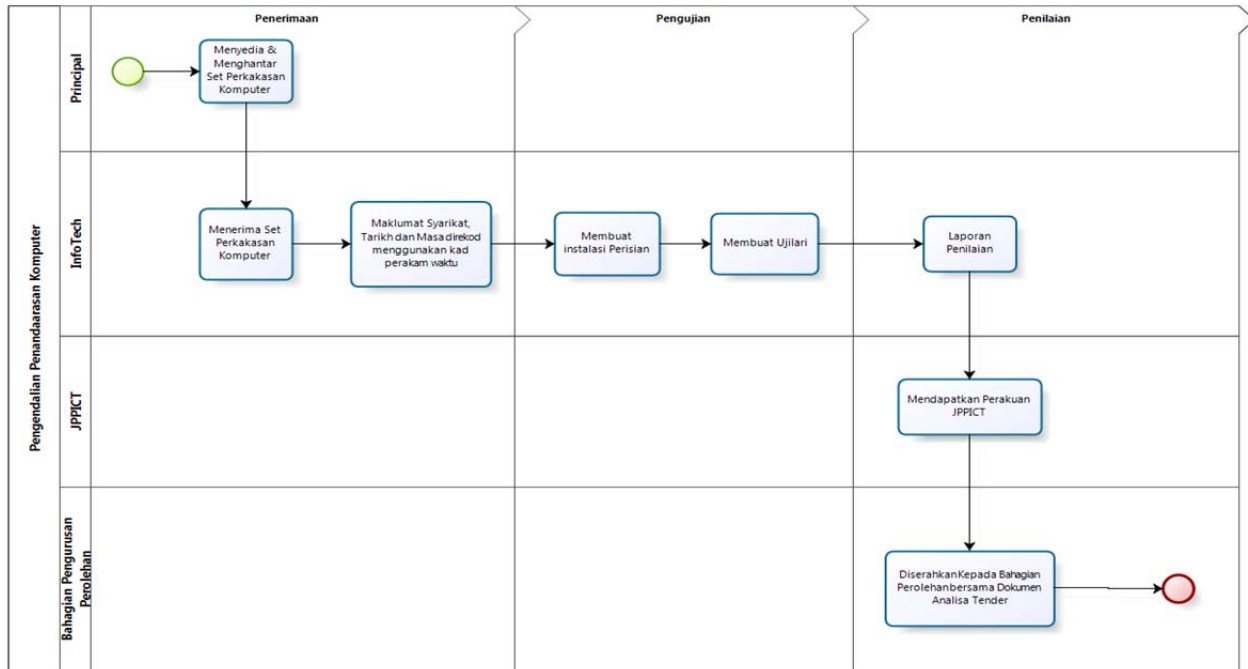 Penerimaan
Pengujian
Penilaian
Pengendalian Penandaarasan Komputer
Principal
Menyedia &
Menghantar
Set Perkakasan
Komputer
InfoTech
Menerima Set
Perkakasan
Komputer
Maklumat Syarikat,
Tarikh dan Masa direkod
menggunakan kad
perakam waktu
Membuat
instalasi Perisian
Membuat Ujilari
Laporan
Penilaian
JPPICT
Mendapatkan Perakuan
JPPICT
Bahagian Pengurusan
Perolehan
Diserahkan Kepada Bahagian
Perolehan bersama Dokumen
Analisa Tender